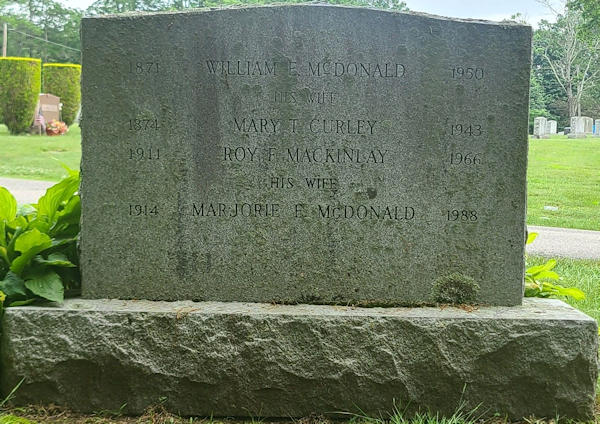 1871 WILLIAM E. McDONALD 1950
HIS WIFE
1874 MARY T. CURLEY 1943
1911 ROY F. MACKINLAY 1966
HIS WIFE
1914 MARJORIE E. McDONALD 1988